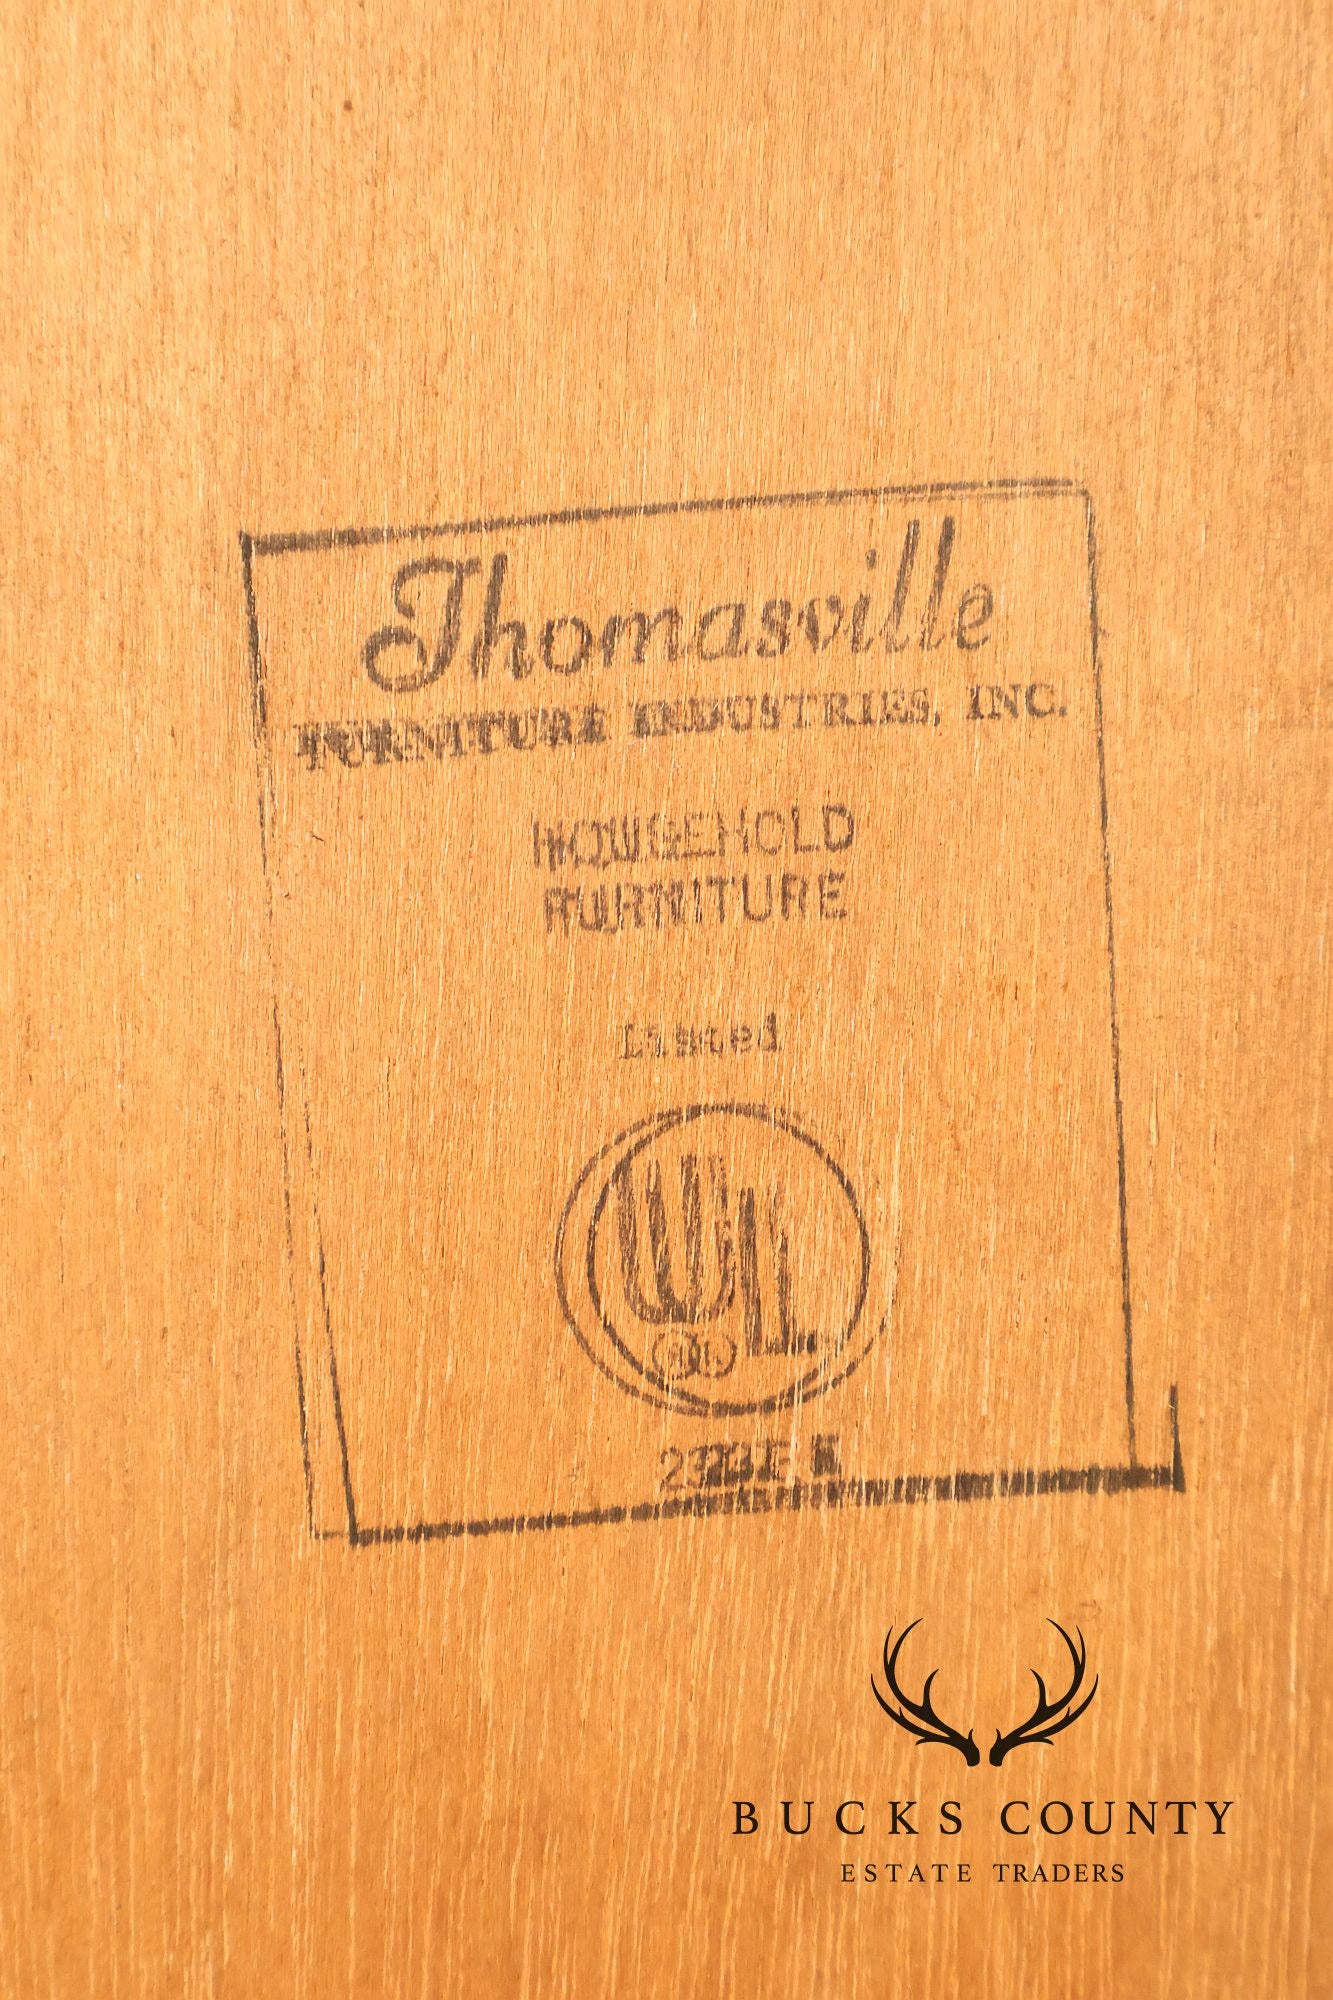 Thomasville
FURNITURE INDUSTRIES, INC.
HOUSEHOLD
FURNITURE
Listed
UL
BUCKS COUNTY
ESTATE TRADERS